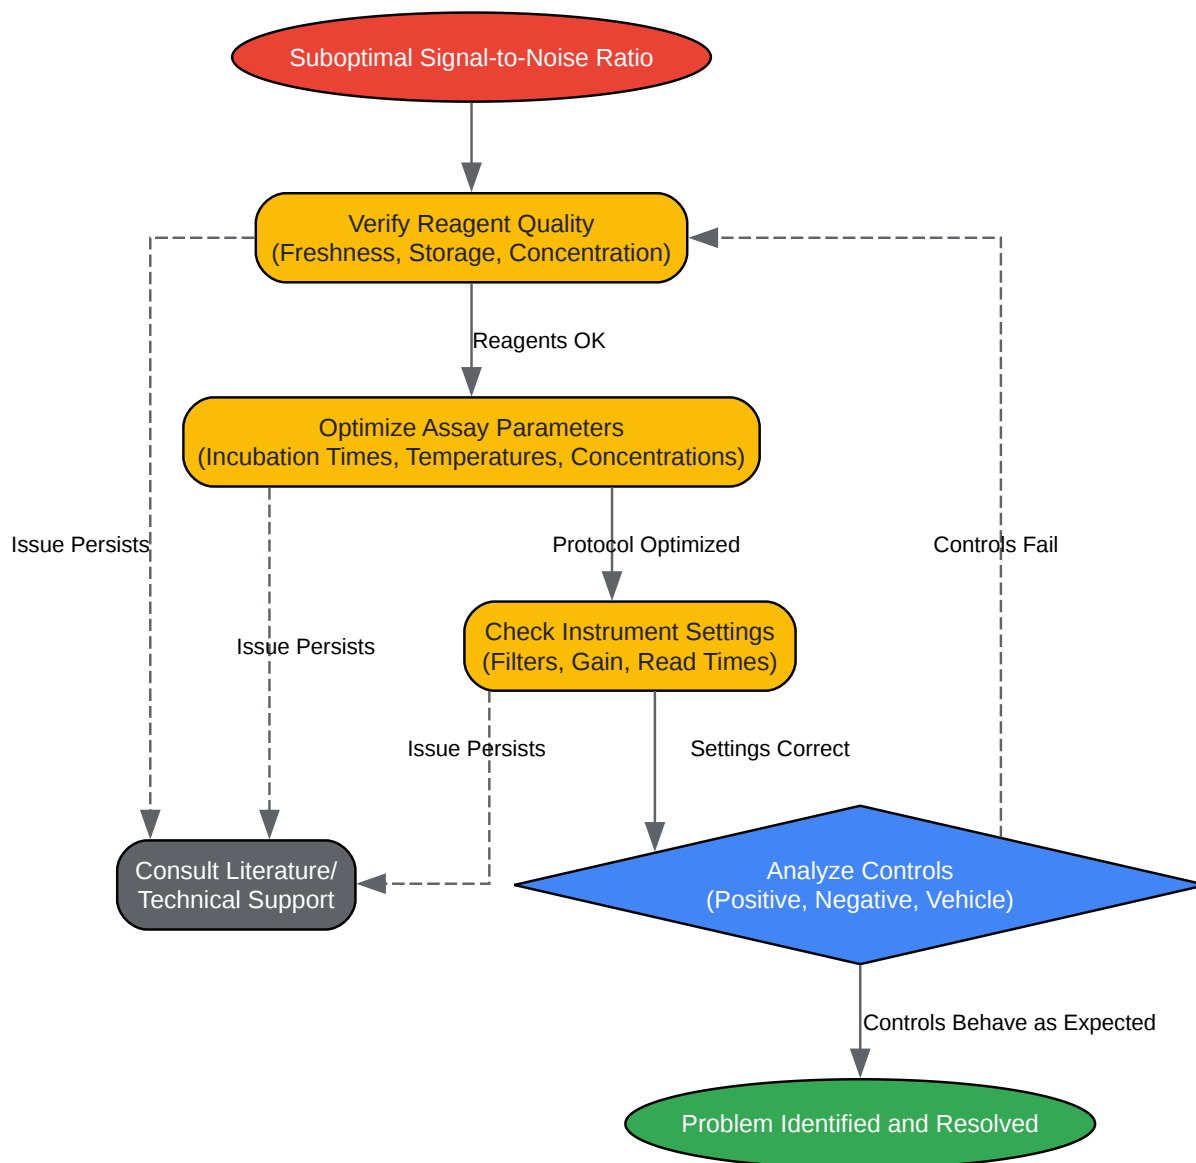 Suboptimal Signal-to-Noise Ratio
Verify Reagent Quality
(Freshness, Storage, Concentration)
Reagents OK
Optimize Assay Parameters
(Incubation Times, Temperatures, Concentrations)
Issue Persists
Protocol Optimized
Controls Fail
Issue Persists
Check Instrument Settings
(Filters, Gain, Read Times)
Issue Persists
Settings Correct
Consult Literature/
Technical Support
Analyze Controls
(Positive, Negative, Vehicle)
Controls Behave as Expected
Problem Identified and Resolved